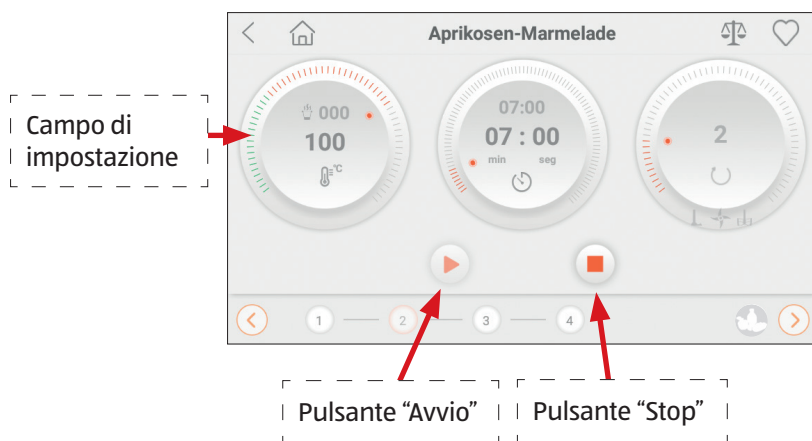 Aprikosen-Marmelade
000
100
°C
07:00
07 : 00
min seg
2
Campo di
impostazione
1 2 3 4
Pulsante “Avvio”
Pulsante “Stop”